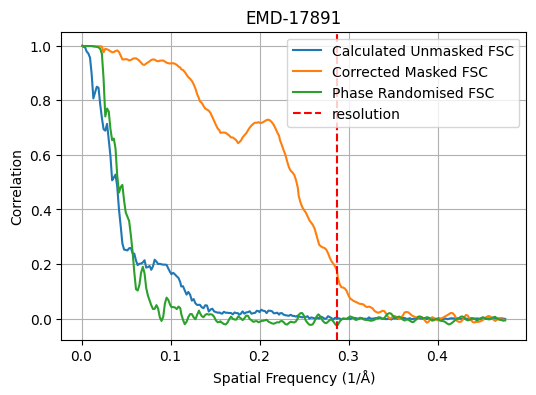 EMD-17891
Calculated Unmasked FSC
Corrected Masked FSC
Phase Randomised FSC
resolution
Correlation
1.0
0.8
0.6
0.4
0.2
0.0
0.0 0.1 0.2 0.3 0.4
Spatial Frequency (1/Å)